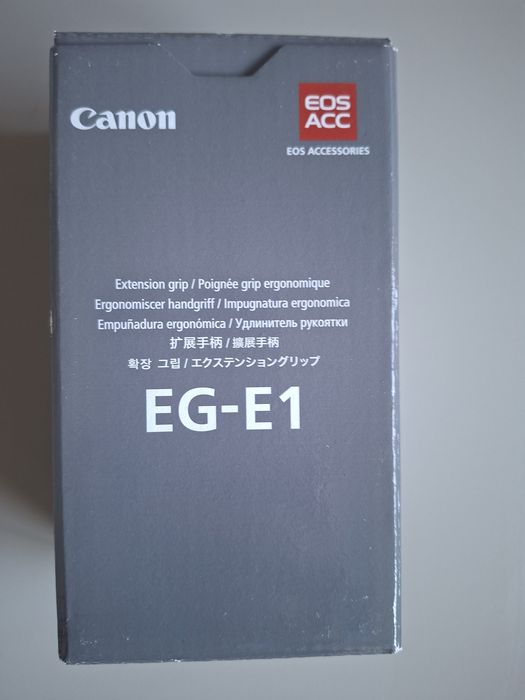 Canon
EOS
ACC
EOS ACCESSORIES
Extension grip / Poignée grip ergonomique
Ergonomiscer handgriff / Impugnatura ergonomica
Empuñadura ergonómica / Удлинитель рукоятки
扩展手柄 / 擴展手柄
확장 그립 / エクステンショングリップ
EG-E1